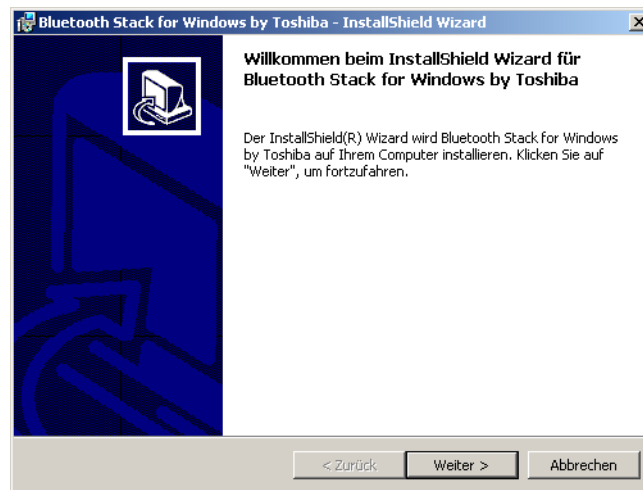 Bluetooth Stack for Windows by Toshiba - InstallShield Wizard
Willkommen beim InstallShield Wizard für
Bluetooth Stack for Windows by Toshiba
Der InstallShield(R) Wizard wird Bluetooth Stack for Windows
by Toshiba auf Ihrem Computer installieren. Klicken Sie auf
"Weiter", um fortzufahren.
< Zurück Weiter > Abbrechen